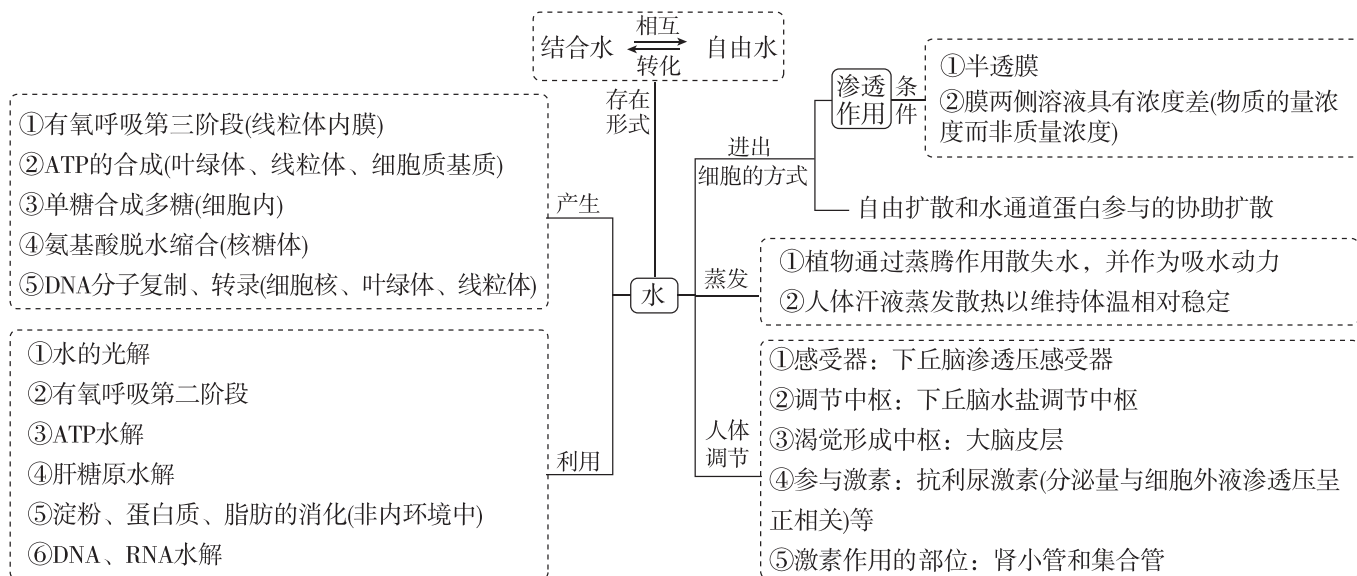 相互
结合水 自由水
转化
存在
形式
①有氧呼吸第三阶段(线粒体内膜)
②ATP的合成(叶绿体、线粒体、细胞质基质)
③单糖合成多糖(细胞内)
④氨基酸脱水缩合(核糖体)
⑤DNA分子复制、转录(细胞核、叶绿体、线粒体)
产生
①水的光解
②有氧呼吸第二阶段
③ATP水解
④肝糖原水解
⑤淀粉、蛋白质、脂肪的消化(非内环境中)
⑥DNA、RNA水解
利用
水
进出
细胞的方式
渗透
作用
条
件
①半透膜
②膜两侧溶液具有浓度差(物质的量浓
度而非质量浓度)
自由扩散和水通道蛋白参与的协助扩散
蒸发
①植物通过蒸腾作用散失水，并作为吸水动力
②人体汗液蒸发散热以维持体温相对稳定
人体
调节
①感受器：下丘脑渗透压感受器
②调节中枢：下丘脑水盐调节中枢
③渴觉形成中枢：大脑皮层
④参与激素：抗利尿激素(分泌量与细胞外液渗透压呈
正相关)等
⑤激素作用的部位：肾小管和集合管